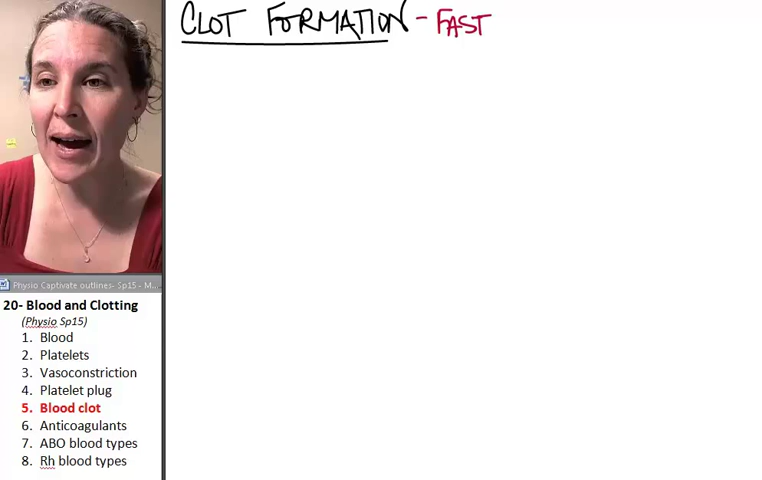 CLOT FORMATION - FAST
Physio Captivate outlines- Sp15 - M...
20- Blood and Clotting
(Physio Sp15)
1. Blood
2. Platelets
3. Vasoconstriction
4. Platelet plug
5. Blood clot
6. Anticoagulants
7. ABO blood types
8. Rh blood types